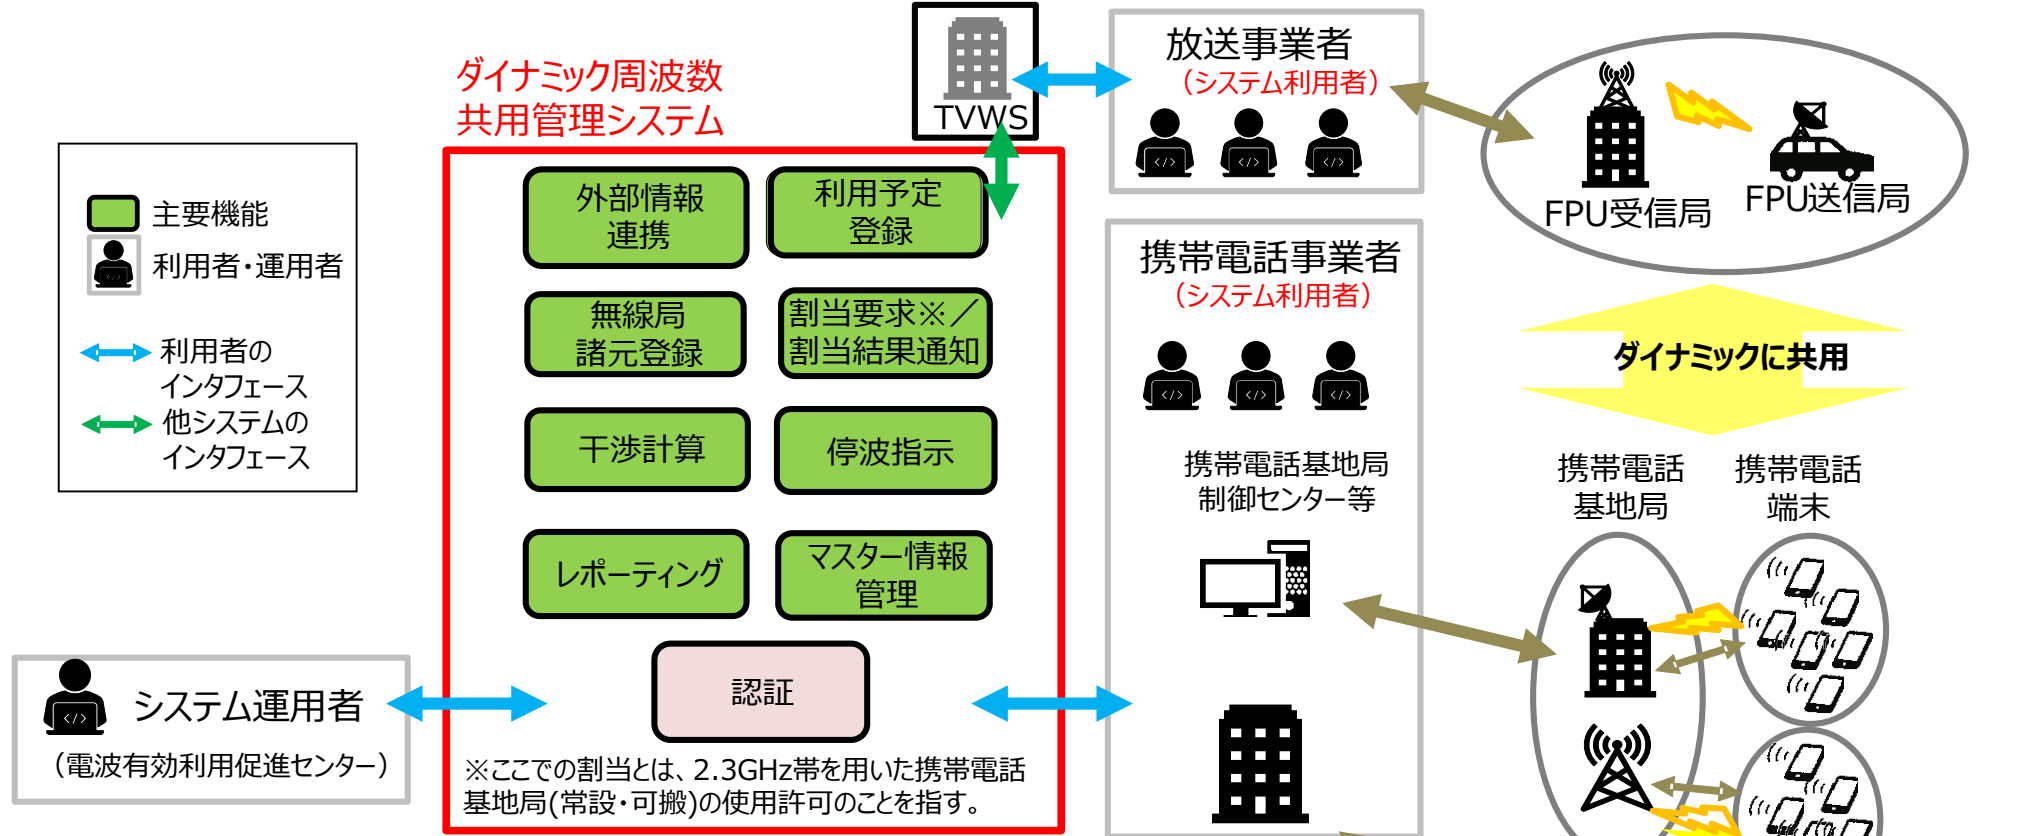 ダイナミック周波数
共用管理システム
TVWS
放送事業者
（システム利用者）
FPU受信局
FPU送信局
主要機能
利用者・運用者
利用者の
インタフェース
他システムの
インタフェース
外部情報
連携
利用予定
登録
無線局
諸元登録
割当要求※／
割当結果通知
干渉計算
停波指示
レポーティング
マスター情報
管理
認証
※ここでの割当とは、2.3GHz帯を用いた携帯電話
基地局(常設・可搬)の使用許可のことを指す。
システム運用者
（電波有効利用促進センター）
携帯電話事業者
（システム利用者）
携帯電話基地局
制御センター等
ダイナミックに共用
携帯電話
基地局
携帯電話
端末